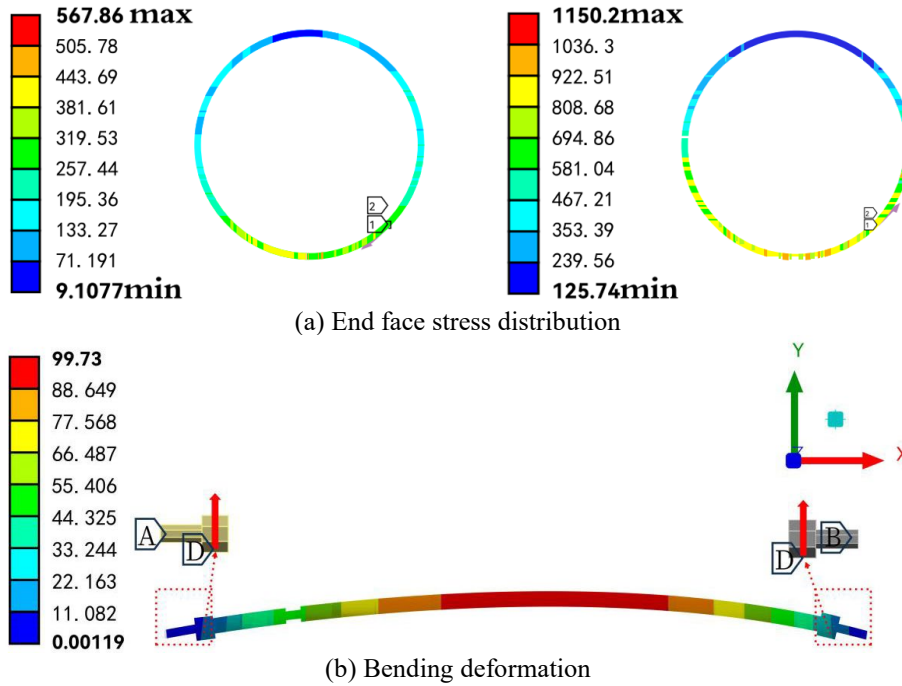 567.86 max
505.78
443.69
381.61
319.53
257.44
195.36
133.27
71.191
9.1077min
2
1
1150.2max
1036.3
922.51
808.68
694.86
581.04
467.21
353.39
239.56
125.74min
2
1
(a) End face stress distribution
99.73
88.649
77.568
66.487
55.406
44.325
33.244
22.163
11.082
0.00119
A
D
D
B
Y
Z
X
(b) Bending deformation